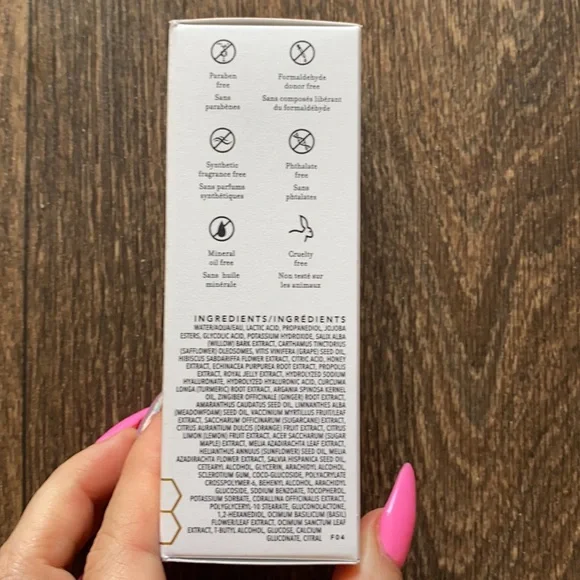 Paraben free
Sans parabènes
Formaldehyde donor free
Sans composés libérant du formaldéhyde
Synthetic fragrance free
Sans parfums synthétiques
Phthalate free
Sans phtalates
Mineral oil free
Sans huile minérale
Cruelty free
Non testé sur les animaux
INGREDIENTS/INGRÉDIENTS
WATER/AQUA/EAU, LACTIC ACID, PROPANEDIOL, JOJOBA
ESTERS, GLYCOLIC ACID, POTASSIUM HYDROXIDE, SALIX ALBA
(WILLOW) BARK EXTRACT, CARTHAMUS TINCTORIUS
(SAFFLOWER) OLEOSOMES, VITIS VINIFERA (GRAPE) SEED OIL,
HIBISCUS SABDARIFFA FLOWER EXTRACT, CITRIC ACID, HONEY
EXTRACT, ECHINACEA PURPUREA ROOT EXTRACT, PROPOLIS
EXTRACT, ROYAL JELLY EXTRACT, HYDROLYZED SODIUM
HYALURONATE, HYDROLYZED HYALURONIC ACID, CURCUMA
LONGA (TURMERIC) ROOT EXTRACT, ARGANIA SPINOSA KERNEL
OIL, ZINGIBER OFFICINALE (GINGER) ROOT EXTRACT,
AMARANTHUS CAUDATUS SEED OIL, LIMNANTHES ALBA
(MEADOWFOAM) SEED OIL, VACCINIUM MYRTILLUS FRUIT/LEAF
EXTRACT, SACCHARUM OFFICINARUM (SUGARCANE) EXTRACT,
CITRUS AURANTIUM DULCIS (ORANGE) FRUIT EXTRACT, CITRUS
LIMON (LEMON) FRUIT EXTRACT, ACER SACCHARUM (SUGAR
MAPLE) EXTRACT, MELIA AZADIRACHTA LEAF EXTRACT,
HELIANTHUS ANNUUS (SUNFLOWER) SEED OIL, MELIA
AZADIRACHTA FLOWER EXTRACT, SALVIA HISPANICA SEED OIL,
CETEARYL ALCOHOL, GLYCERIN, ARACHIDYL ALCOHOL,
SCLEROTIUM GUM, COCO-GLUCOSIDE, POLYACRYLATE
CROSSPOLYMER-6, BEHENYL ALCOHOL, ARACHIDYL
GLUCOSIDE, SODIUM BENZOATE, TOCOPHEROL,
POTASSIUM SORBATE, CORALLINA OFFICINALIS EXTRACT,
POLYGLYCERYL-10 STEARATE, GLUCONOLACTONE,
1,2-HEXANEDIOL, OCIMUM BASILICUM (BASIL)
FLOWER/LEAF EXTRACT, OCIMUM SANCTUM LEAF
EXTRACT, T-BUTYL ALCOHOL, GLUCOSE, CALCIUM
GLUCONATE, CITRAL F04